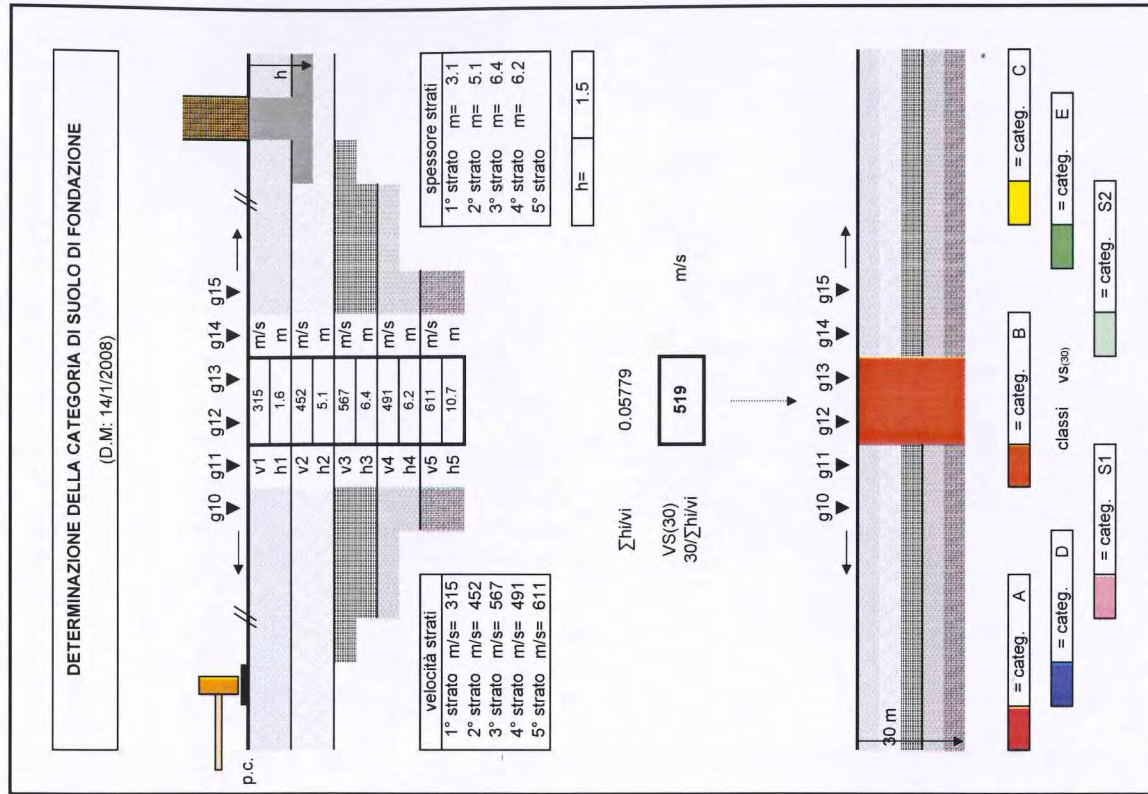 DETERMINAZIONE DELLA CATEGORIA DI SUOLO DI FONDAZIONE
(D.M: 14/1/2008)
p.c.
g10 g11 g12 g13 g14 g15
h
v1 315 m/s
h1 1.6 m
v2 452 m/s
h2 5.1 m
v3 567 m/s
h3 6.4 m
v4 491 m/s
h4 6.2 m
v5 611 m/s
h5 10.7 m
velocità strati
1° strato m/s= 315
2° strato m/s= 452
3° strato m/s= 567
4° strato m/s= 491
5° strato m/s= 611
spessore strati
1° strato m= 3.1
2° strato m= 5.1
3° strato m= 6.4
4° strato m= 6.2
5° strato
h= 1.5
∑hi/vi 0.05779
VS(30)
30/∑hi/vi 519 m/s
g10 g11 g12 g13 g14 g15
30 m
= categ. A
= categ. B
= categ. C
= categ. D
classi vs(30)
= categ. E
= categ. S1
= categ. S2